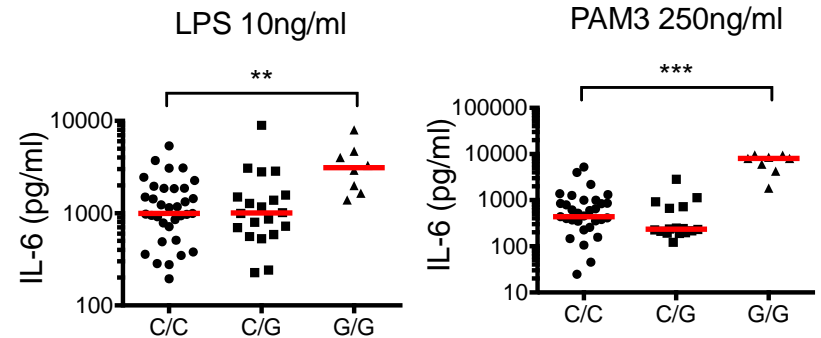 LPS 10ng/ml
**
IL-6 (pg/ml)
10000
1000
100
C/C C/G G/G
PAM3 250ng/ml
***
IL-6 (pg/ml)
100000
10000
1000
100
10
C/C C/G G/G